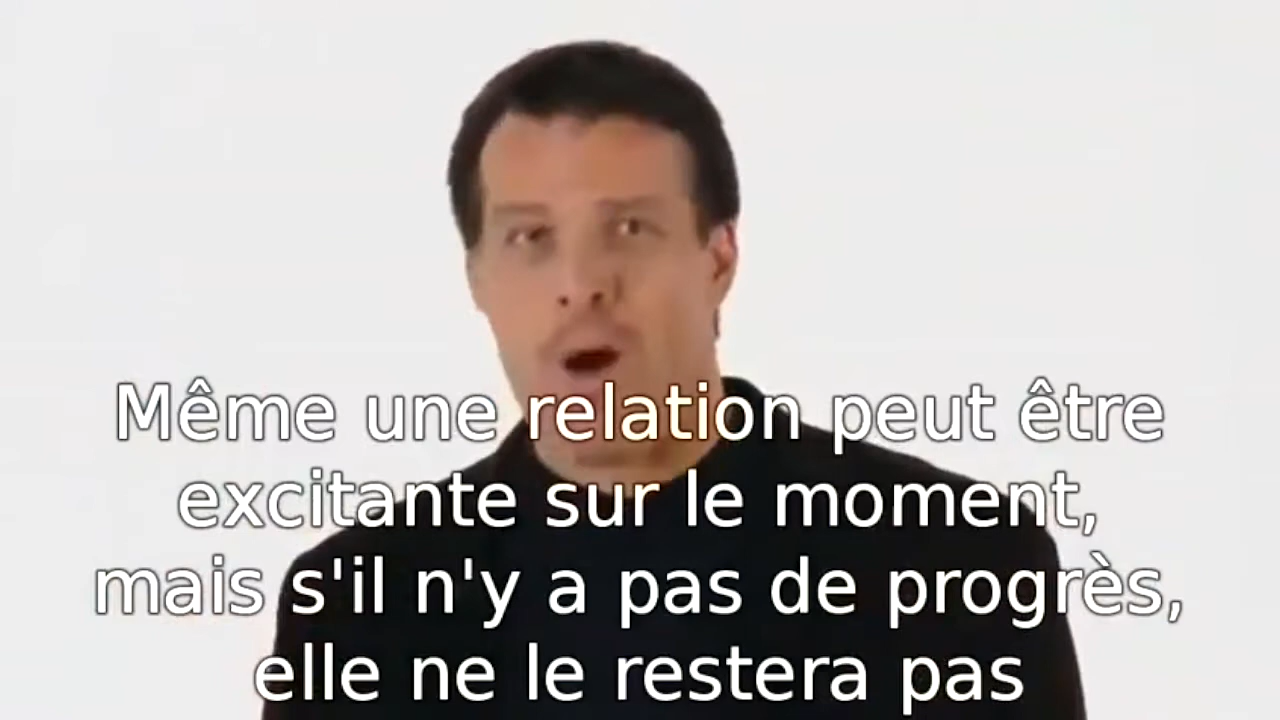 Même une relation peut être
excitante sur le moment,
mais s'il n'y a pas de progrès,
elle ne le restera pas